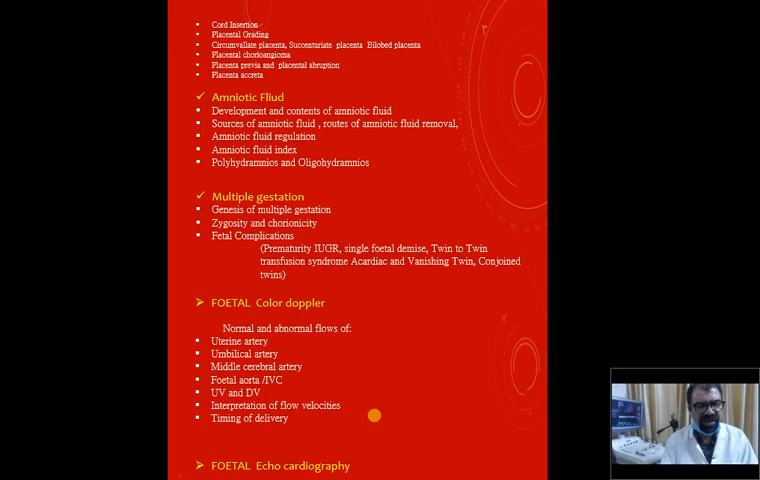 Cord Insertion
Placental Grading
Circumvallate placenta, Succenturiate placenta Bilobed placenta
Placental chorioangioma
Placenta previa and placental abruption
Placenta accreta
Amniotic Fliud
Development and contents of amniotic fluid
Sources of amniotic fluid , routes of amniotic fluid removal,
Amniotic fluid regulation
Amniotic fluid index
Polyhydramnios and Oligohydramnios
Multiple gestation
Genesis of multiple gestation
Zygosity and chorionicity
Fetal Complications
(Prematurity IUGR, single foetal demise, Twin to Twin
transfusion syndrome Acardiac and Vanishing Twin, Conjoined
twins)
FOETAL Color doppler
Normal and abnormal flows of:
Uterine artery
Umbilical artery
Middle cerebral artery
Foetal aorta /IVC
UV and DV
Interpretation of flow velocities
Timing of delivery
FOETAL Echo cardiography